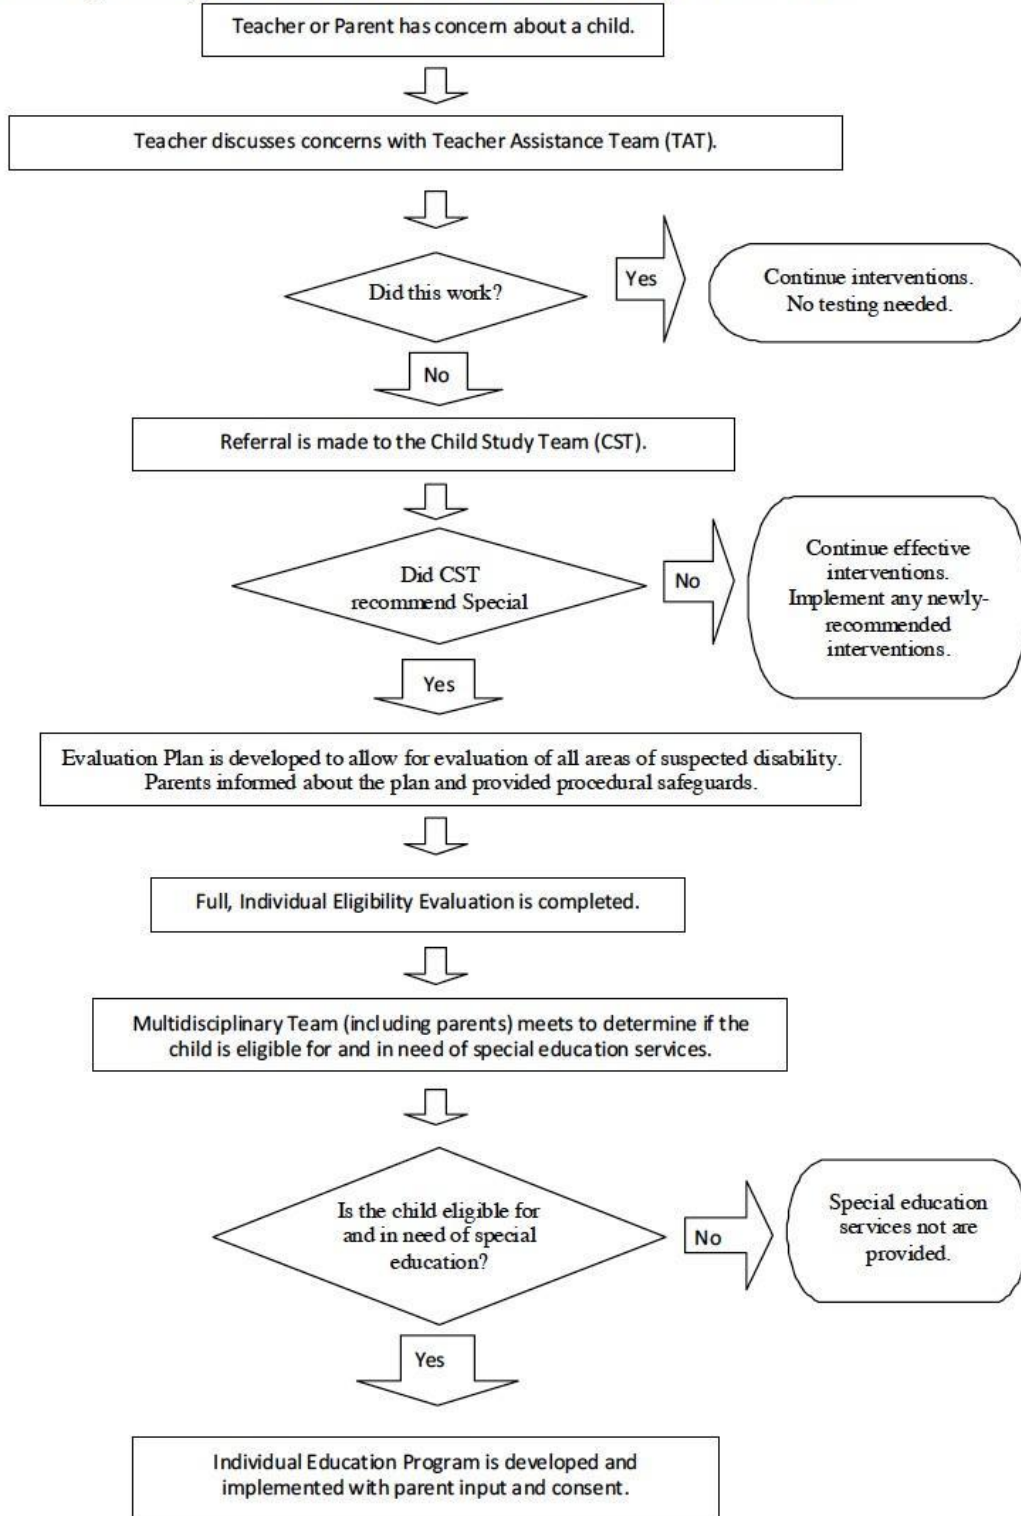 Teacher or Parent has concern about a child.
Teacher discusses concerns with Teacher Assistance Team (TAT).
Did this work?
Yes
Continue interventions.
No testing needed.
No
Referral is made to the Child Study Team (CST).
Did CST
recommend Special
No
Continue effective
interventions.
Implement any newly-
recommended
interventions.
Yes
Evaluation Plan is developed to allow for evaluation of all areas of suspected disability.
Parents informed about the plan and provided procedural safeguards.
Full, Individual Eligibility Evaluation is completed.
Multidisciplinary Team (including parents) meets to determine if the
child is eligible for and in need of special education services.
Is the child eligible for
and in need of special
education?
No
Special education
services not are
provided.
Yes
Individual Education Program is developed and
implemented with parent input and consent.